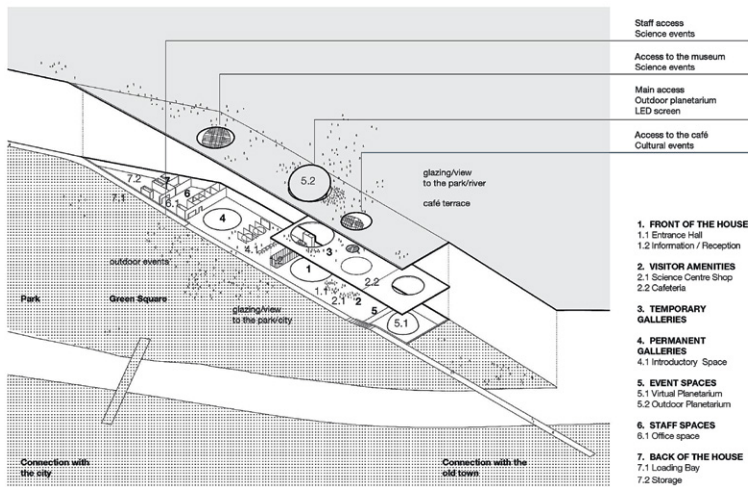 Staff access
Science events
Access to the museum
Science events
Main access
Outdoor planetarium
LED screen
Access to the café
Cultural events
5.2
glazing/view
to the park/river
café terrace
7.2
7.1
6
6.1
4
4.1
3
1
1.1
2.2
2.1
2
5
5.1
outdoor events
Park
Green Square
glazing/view
to the park/city
Connection with
the city
Connection with the
old town
1. FRONT OF THE HOUSE
1.1 Entrance Hall
1.2 Information / Reception
2. VISITOR AMENITIES
2.1 Science Centre Shop
2.2 Cafeteria
3. TEMPORARY
GALLERIES
4. PERMANENT
GALLERIES
4.1 Introductory Space
5. EVENT SPACES
5.1 Virtual Planetarium
5.2 Outdoor Planetarium
6. STAFF SPACES
6.1 Office space
7. BACK OF THE HOUSE
7.1 Loading Bay
7.2 Storage